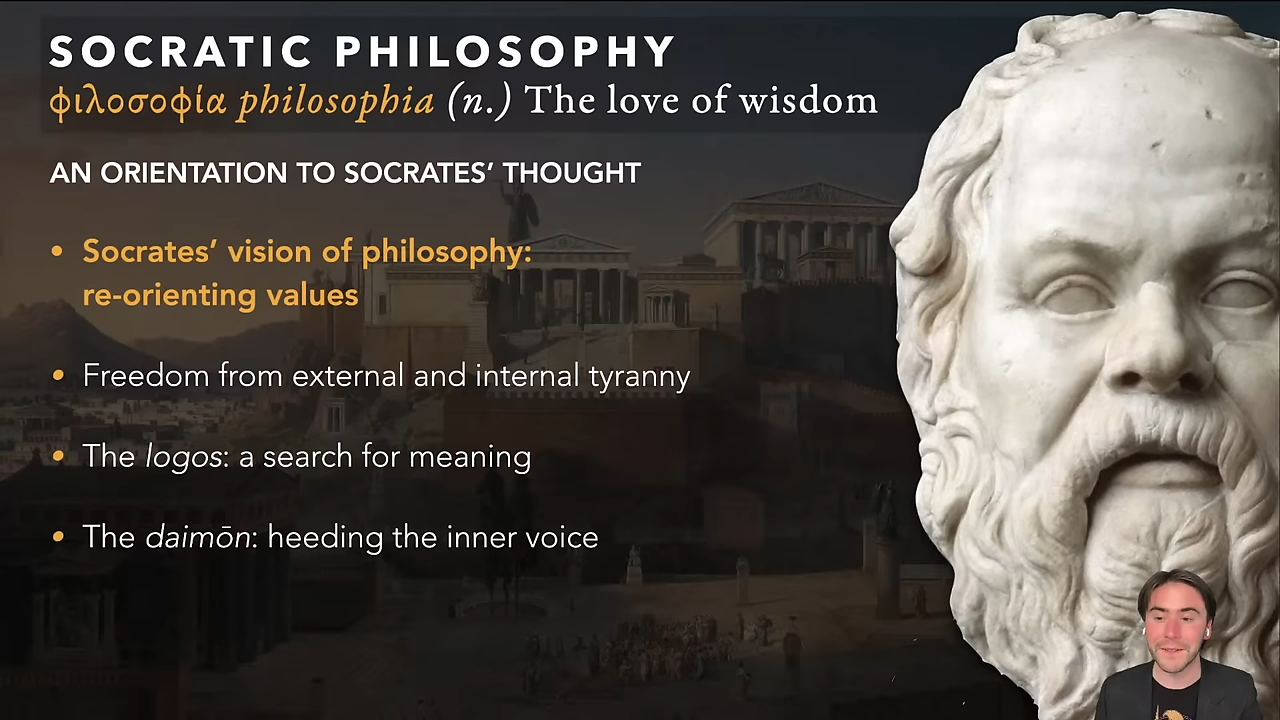 SOCRATIC PHILOSOPHY
φιλοσοφία philosophia (n.) The love of wisdom
AN ORIENTATION TO SOCRATES’ THOUGHT
• Socrates’ vision of philosophy:
re-orienting values
• Freedom from external and internal tyranny
• The logos: a search for meaning
• The daimōn: heeding the inner voice